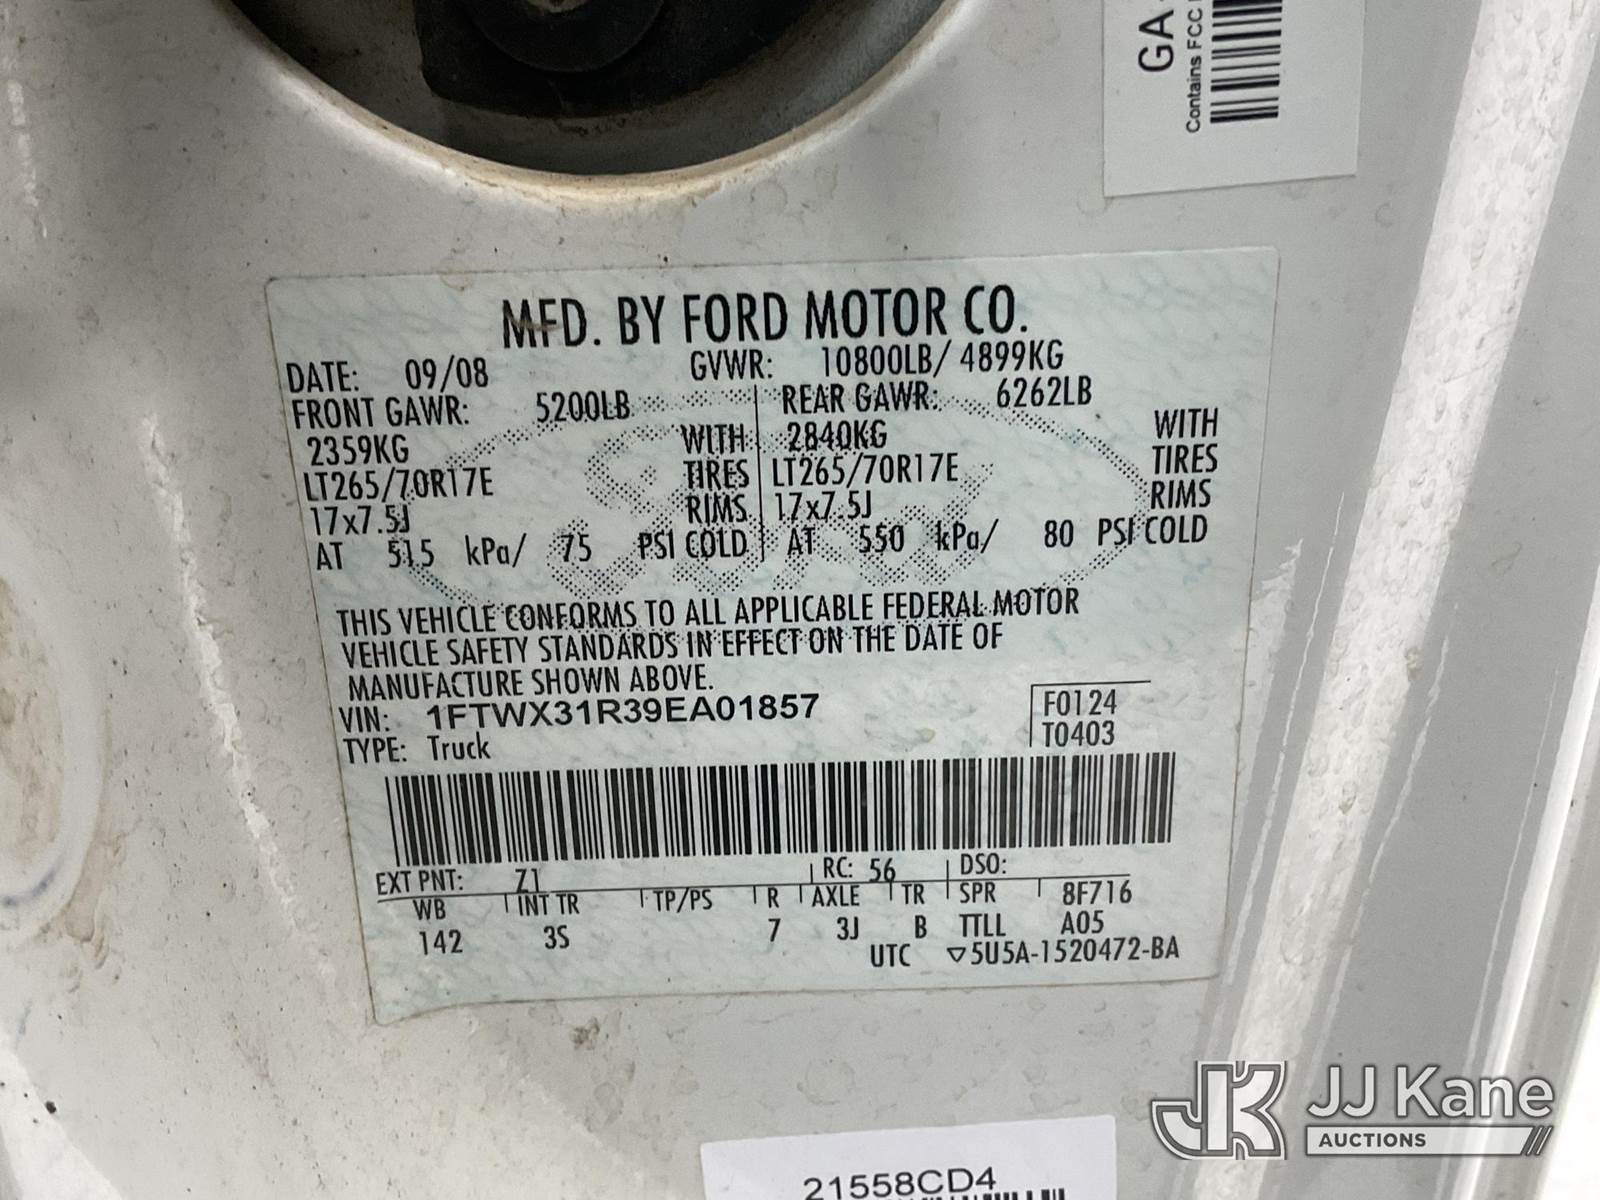 GA
Contains FCC
MFD. BY FORD MOTOR CO.
DATE: 09/08 GVWR: 10800LB/ 4899KG
FRONT GAWR: 5200LB REAR GAWR: 6262LB
2359KG WITH 2840KG WITH
LT265/70R17E TIRES LT265/70R17E TIRES
17x7.5J RIMS 17x7.5J RIMS
AT 515 kPa/ 75 PSI COLD AT 550 kPa/ 80 PSI COLD
THIS VEHICLE CONFORMS TO ALL APPLICABLE FEDERAL MOTOR
VEHICLE SAFETY STANDARDS IN EFFECT ON THE DATE OF
MANUFACTURE SHOWN ABOVE.
VIN: 1FTWX31R39EA01857 F0124
TYPE: Truck T0403
EXT PNT: Z1 RC: 56 DSO:
WB INT TR TP/PS R AXLE TR SPR 8F716
142 3S 7 3J B TTLL A05
UTC ▽5U5A-1520472-BA
21558CD4
JK JJ Kane
AUCTIONS